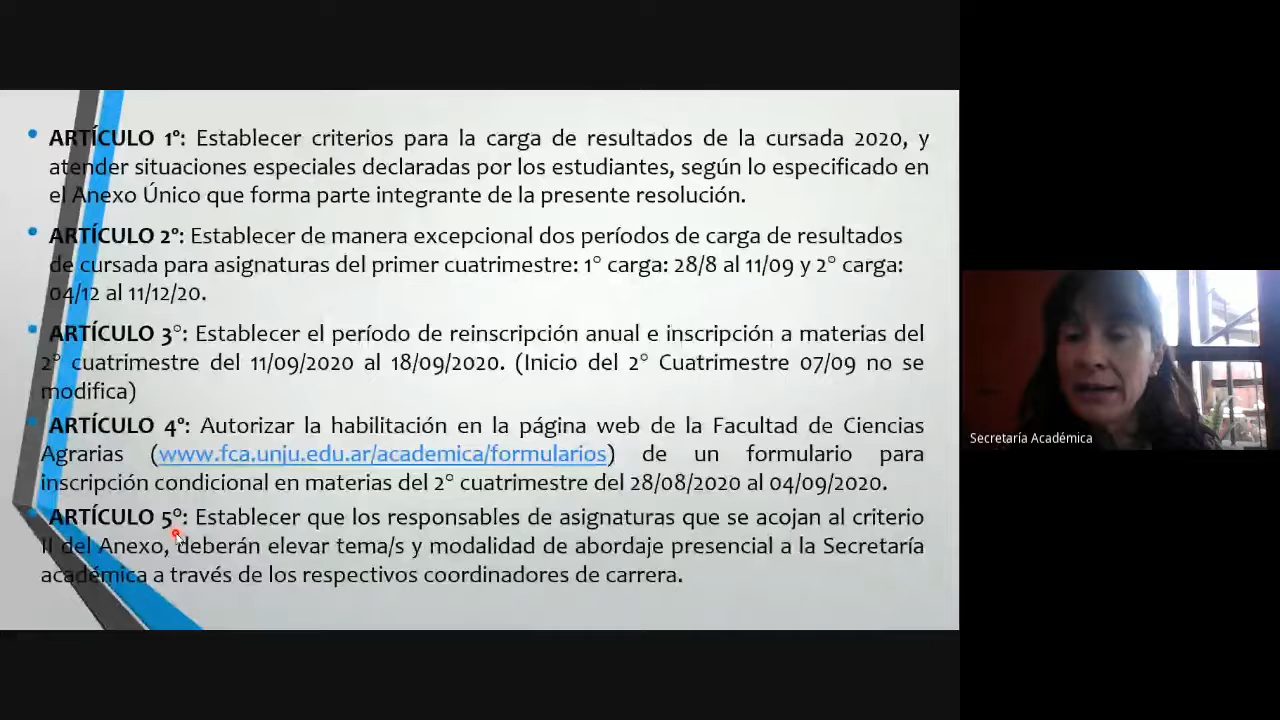 ARTÍCULO 1º: Establecer criterios para la carga de resultados de la cursada 2020, y
atender situaciones especiales declaradas por los estudiantes, según lo especificado en
el Anexo Único que forma parte integrante de la presente resolución.
ARTÍCULO 2º: Establecer de manera excepcional dos períodos de carga de resultados
de cursada para asignaturas del primer cuatrimestre: 1° carga: 28/8 al 11/09 y 2° carga:
04/12 al 11/12/20.
ARTÍCULO 3°: Establecer el período de reinscripción anual e inscripción a materias del
2° cuatrimestre del 11/09/2020 al 18/09/2020. (Inicio del 2° Cuatrimestre 07/09 no se
modifica)
ARTÍCULO 4º: Autorizar la habilitación en la página web de la Facultad de Ciencias
Agrarias (www.fca.unju.edu.ar/academica/formularios) de un formulario para
inscripción condicional en materias del 2° cuatrimestre del 28/08/2020 al 04/09/2020.
ARTÍCULO 5º: Establecer que los responsables de asignaturas que se acojan al criterio
II del Anexo, deberán elevar tema/s y modalidad de abordaje presencial a la Secretaría
académica a través de los respectivos coordinadores de carrera.
Secretaría Académica